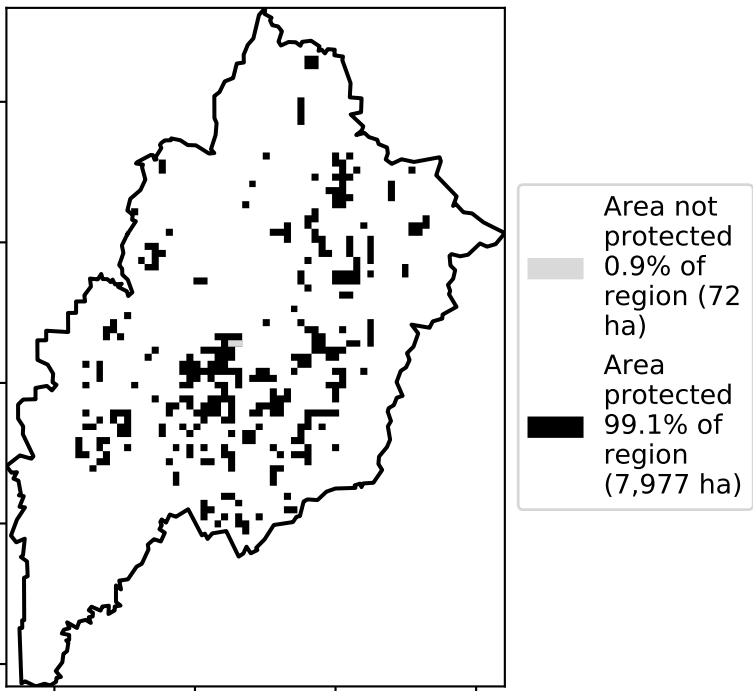 Area not
protected
0.9% of
region (72
ha)
Area
protected
99.1% of
region
(7,977 ha)